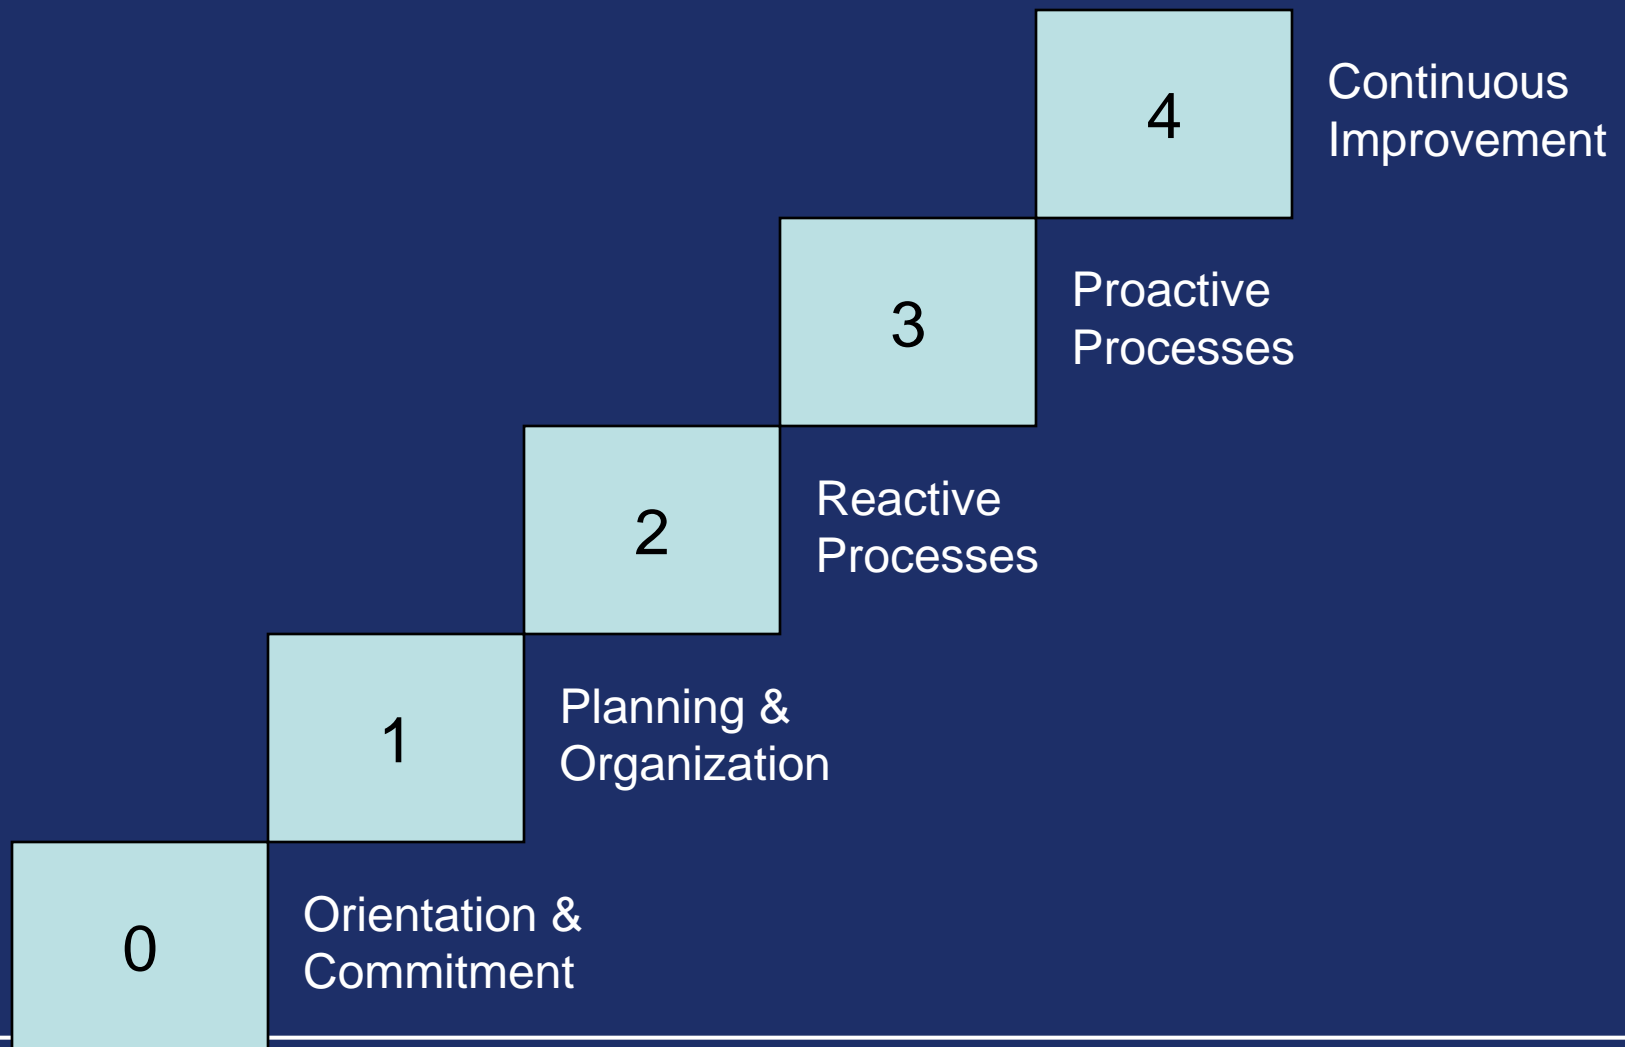 4
Continuous
Improvement
3
Proactive
Processes
2
Reactive
Processes
1
Planning &
Organization
0
Orientation &
Commitment